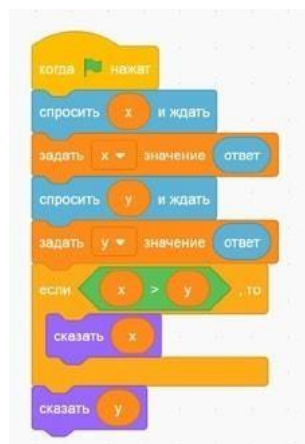 когда нажат
спросить x и ждать
задать x значение ответ
спросить y и ждать
задать y значение ответ
если x > y , то
сказать x
сказать y